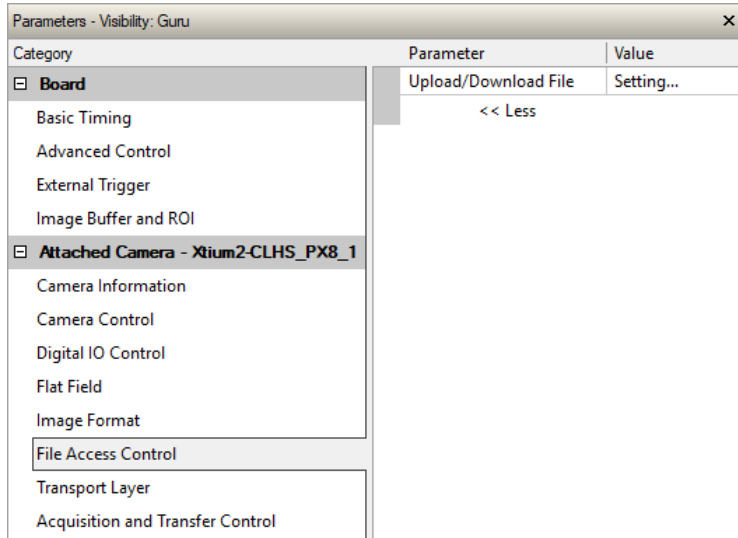 Parameters - Visibility: Guru
×
Category
Parameter Value
Board
Upload/Download File Setting...
<< Less
Basic Timing
Advanced Control
External Trigger
Image Buffer and ROI
Attached Camera - Xtium2-CLHS_PX8_1
Camera Information
Camera Control
Digital IO Control
Flat Field
Image Format
File Access Control
Transport Layer
Acquisition and Transfer Control